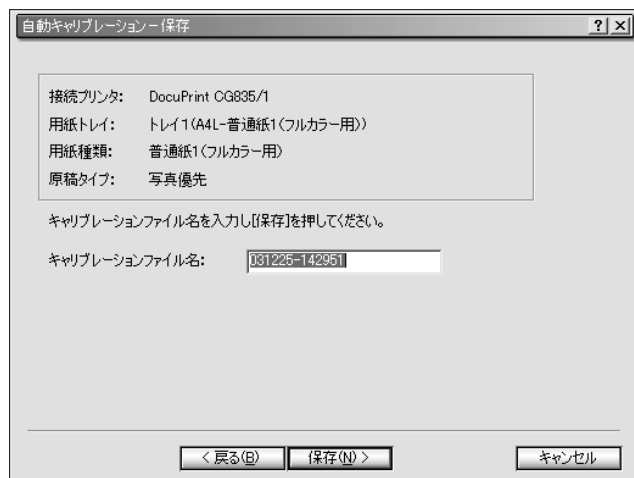 自動キャリブレーション－保存
接続プリンタ: DocuPrint CG835/1
用紙トレイ: トレイ1(A4L-普通紙1(フルカラー用))
用紙種類: 普通紙1(フルカラー用)
原稿タイプ: 写真優先
キャリブレーションファイル名を入力し[保存]を押してください。
キャリブレーションファイル名: 031225-142951
< 戻る(B) 保存(N) > キャンセル